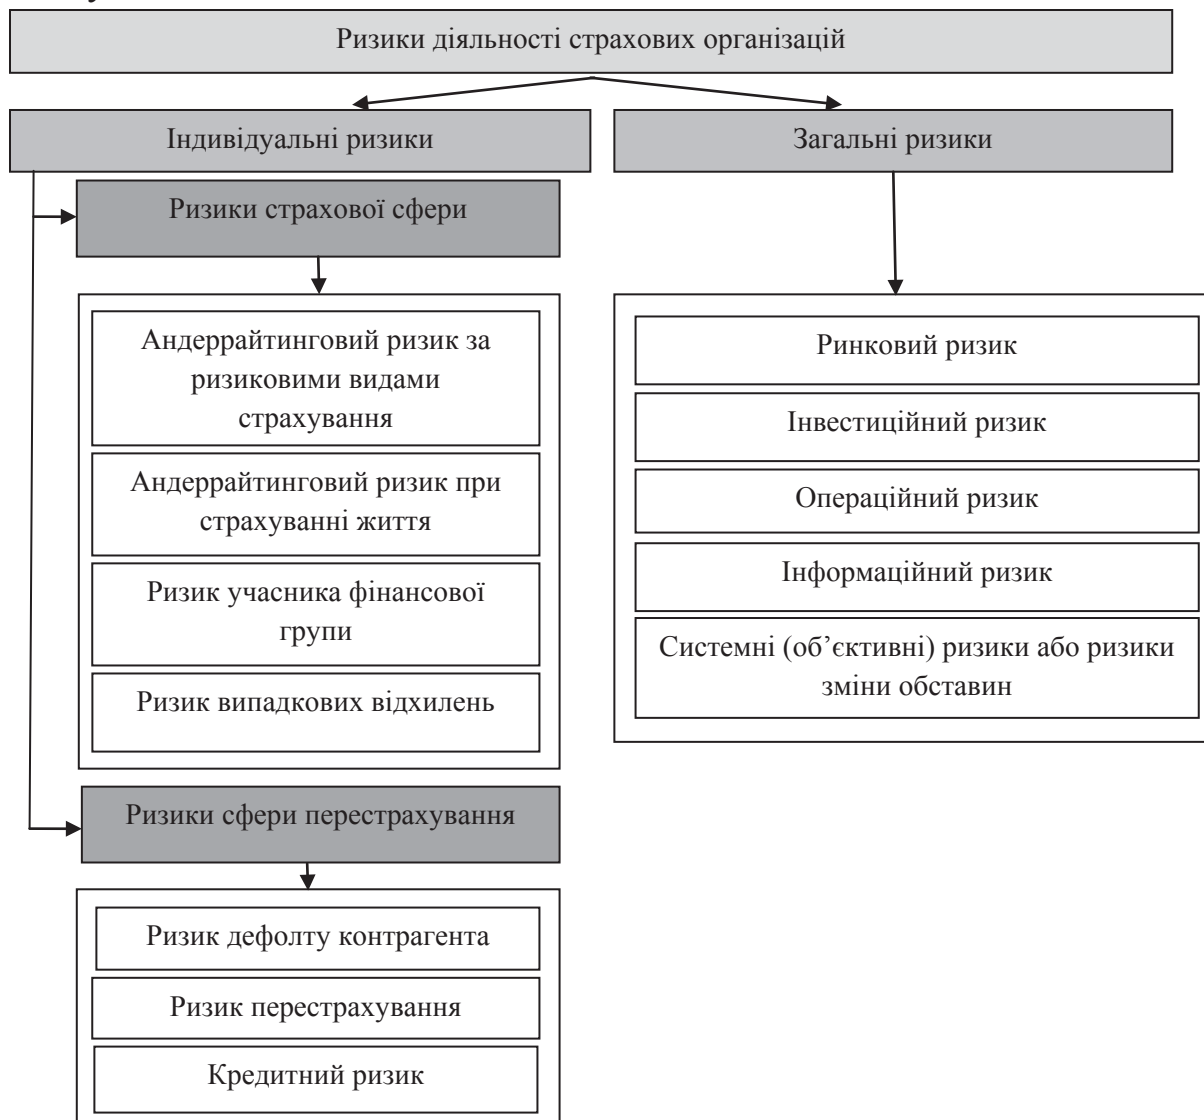 Ризики діяльності страхових організацій
Індивідуальні ризики
Загальні ризики
Ризики страхової сфери
Андеррайтинговий ризик за
ризиковими видами
страхування
Андеррайтинговий ризик при
страхуванні життя
Ризик учасника фінансової
групи
Ризик випадкових відхилень
Ризики сфери перестрахування
Ризик дефолту контрагента
Ризик перестрахування
Кредитний ризик
Ринковий ризик
Інвестиційний ризик
Операційний ризик
Інформаційний ризик
Системні (об’єктивні) ризики або ризики
зміни обставин